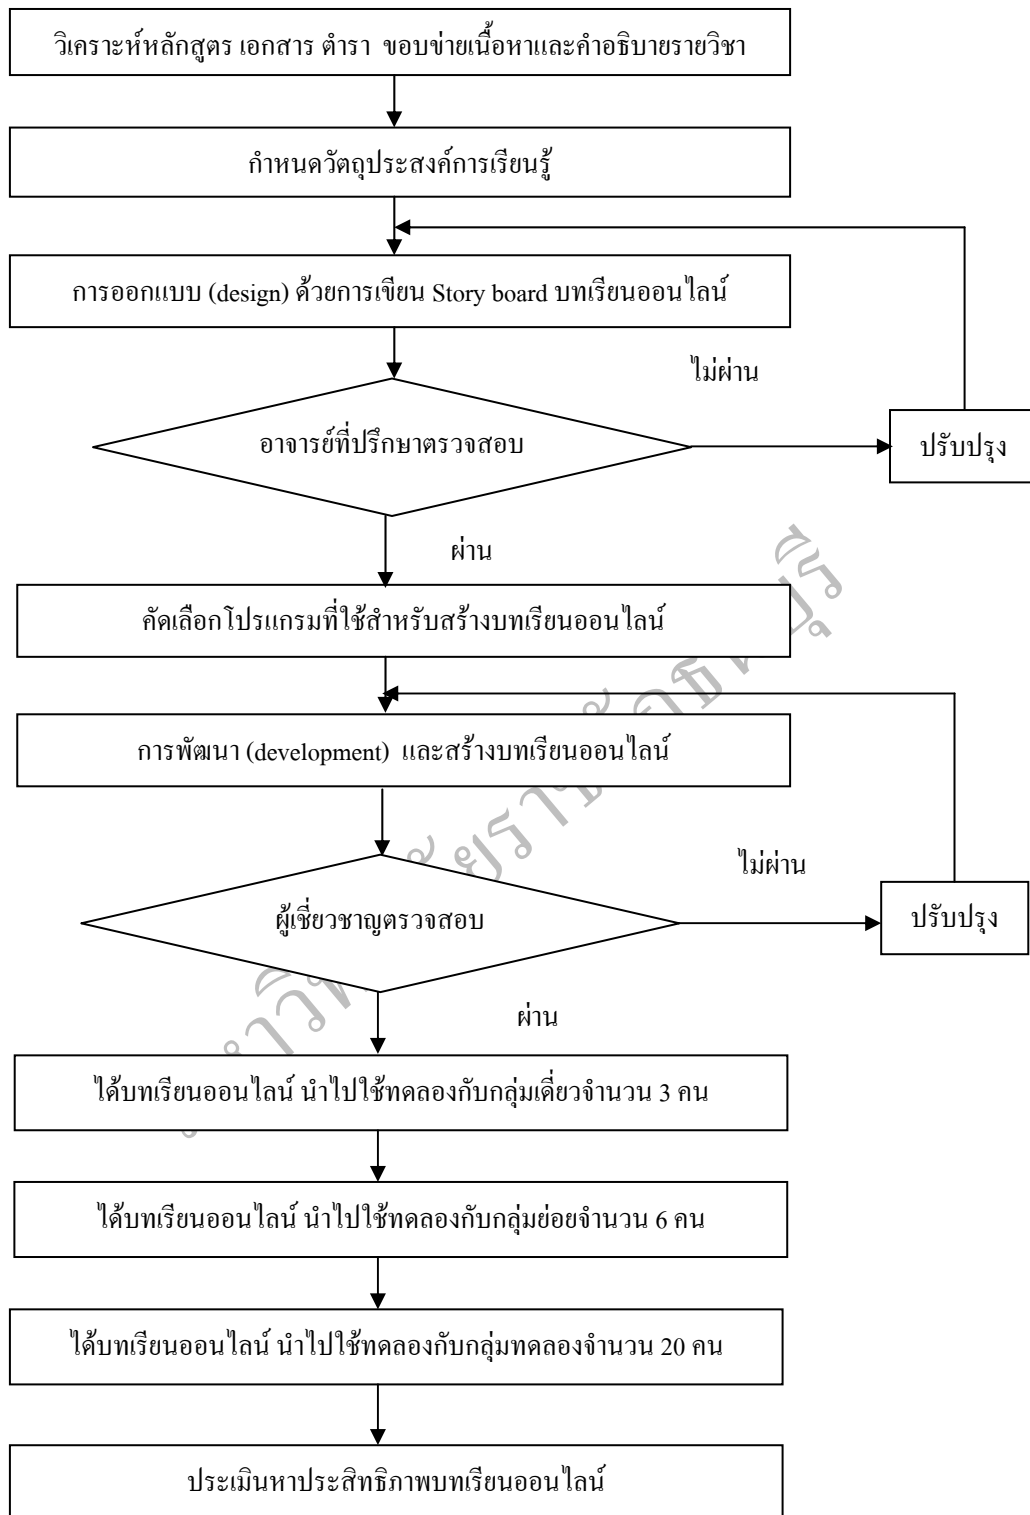 วิเคราะห์หลักสูตร เอกสาร ตำรา ขอบข่ายเนื้อหาและคำอธิบายรายวิชา
กำหนดวัตถุประสงค์การเรียนรู้
การออกแบบ (design) ด้วยการเขียน Story board บทเรียนออนไลน์
ไม่ผ่าน
อาจารย์ที่ปรึกษาตรวจสอบ
ปรับปรุง
ผ่าน
คัดเลือกโปรแกรมที่ใช้สำหรับสร้างบทเรียนออนไลน์
การพัฒนา (development) และสร้างบทเรียนออนไลน์
ไม่ผ่าน
ผู้เชี่ยวชาญตรวจสอบ
ปรับปรุง
ผ่าน
ได้บทเรียนออนไลน์ นำไปใช้ทดลองกับกลุ่มเดี่ยวจำนวน 3 คน
ได้บทเรียนออนไลน์ นำไปใช้ทดลองกับกลุ่มย่อยจำนวน 6 คน
ได้บทเรียนออนไลน์ นำไปใช้ทดลองกับกลุ่มทดลองจำนวน 20 คน
ประเมินหาประสิทธิภาพบทเรียนออนไลน์